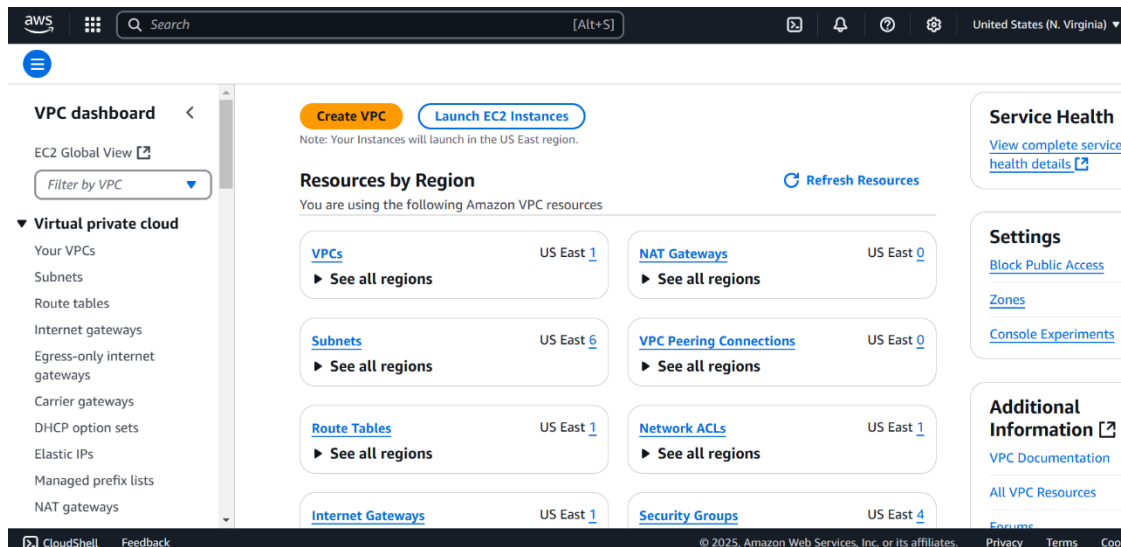 aws
Search
[Alt+S]
United States (N. Virginia)
VPC dashboard
EC2 Global View
Filter by VPC
Virtual private cloud
Your VPCs
Subnets
Route tables
Internet gateways
Egress-only internet
gateways
Carrier gateways
DHCP option sets
Elastic IPs
Managed prefix lists
NAT gateways
Create VPC
Launch EC2 Instances
Note: Your Instances will launch in the US East region.
Resources by Region
Refresh Resources
You are using the following Amazon VPC resources
VPCs
US East 1
See all regions
NAT Gateways
US East 0
See all regions
Subnets
US East 6
See all regions
VPC Peering Connections
US East 0
See all regions
Route Tables
US East 1
See all regions
Network ACLs
US East 1
See all regions
Internet Gateways
US East 1
Security Groups
US East 4
Service Health
View complete service
health details
Settings
Block Public Access
Zones
Console Experiments
Additional
Information
VPC Documentation
All VPC Resources
Forums
CloudShell
Feedback
© 2025, Amazon Web Services, Inc. or its affiliates.
Privacy
Terms
Coo